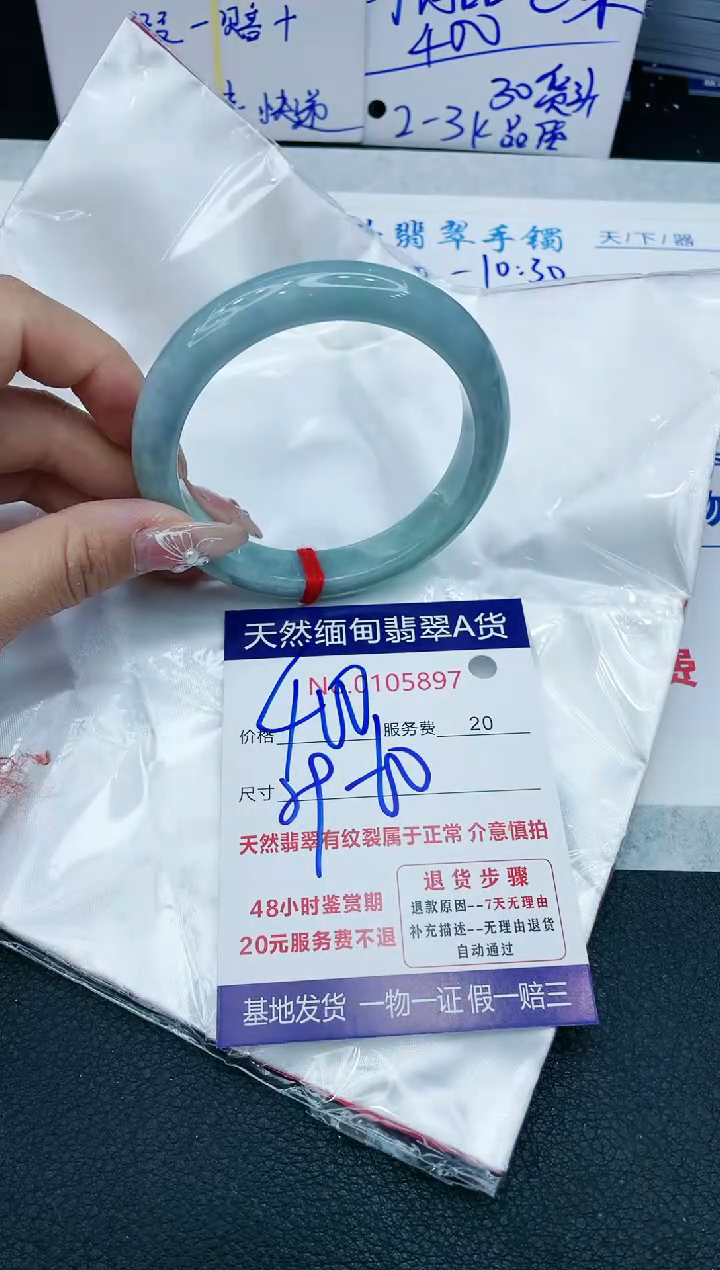 一赔十
快递
400
30货头
2-3k品质
翡翠手镯
天/下/器
-10:30
天然缅甸翡翠A货
No.0105897
价格 400 服务费 20
尺寸 60
天然翡翠有纹裂属于正常 介意慎拍
48小时鉴赏期
20元服务费不退
退货步骤
退款原因--7天无理由
补充描述--无理由退货
自动通过
基地发货 一物一证 假一赔三